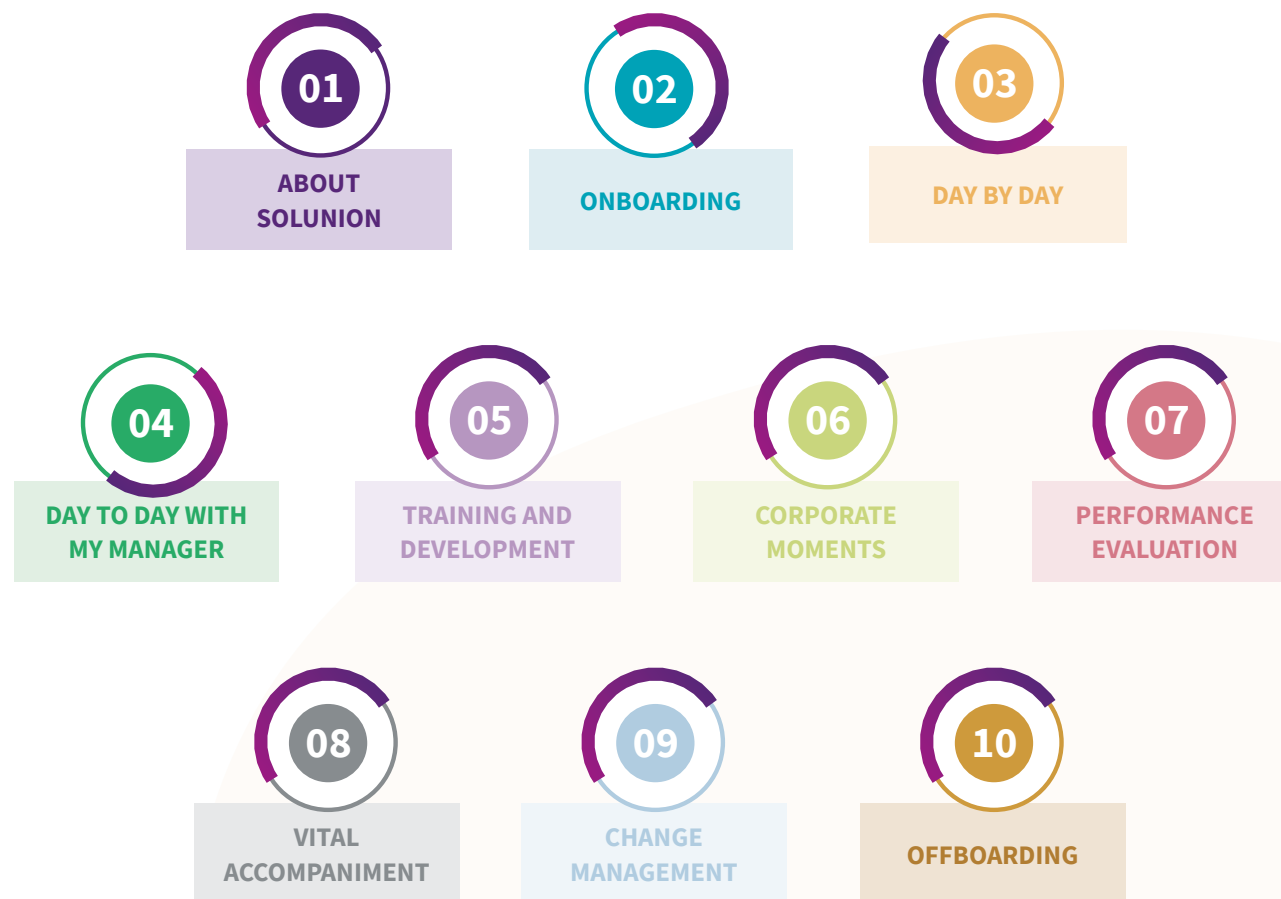 01
ABOUT
SOLUNION
02
ONBOARDING
03
DAY BY DAY
04
DAY TO DAY WITH
MY MANAGER
05
TRAINING AND
DEVELOPMENT
06
CORPORATE
MOMENTS
07
PERFORMANCE
EVALUATION
08
VITAL
ACCOMPANIMENT
09
CHANGE
MANAGEMENT
10
OFFBOARDING